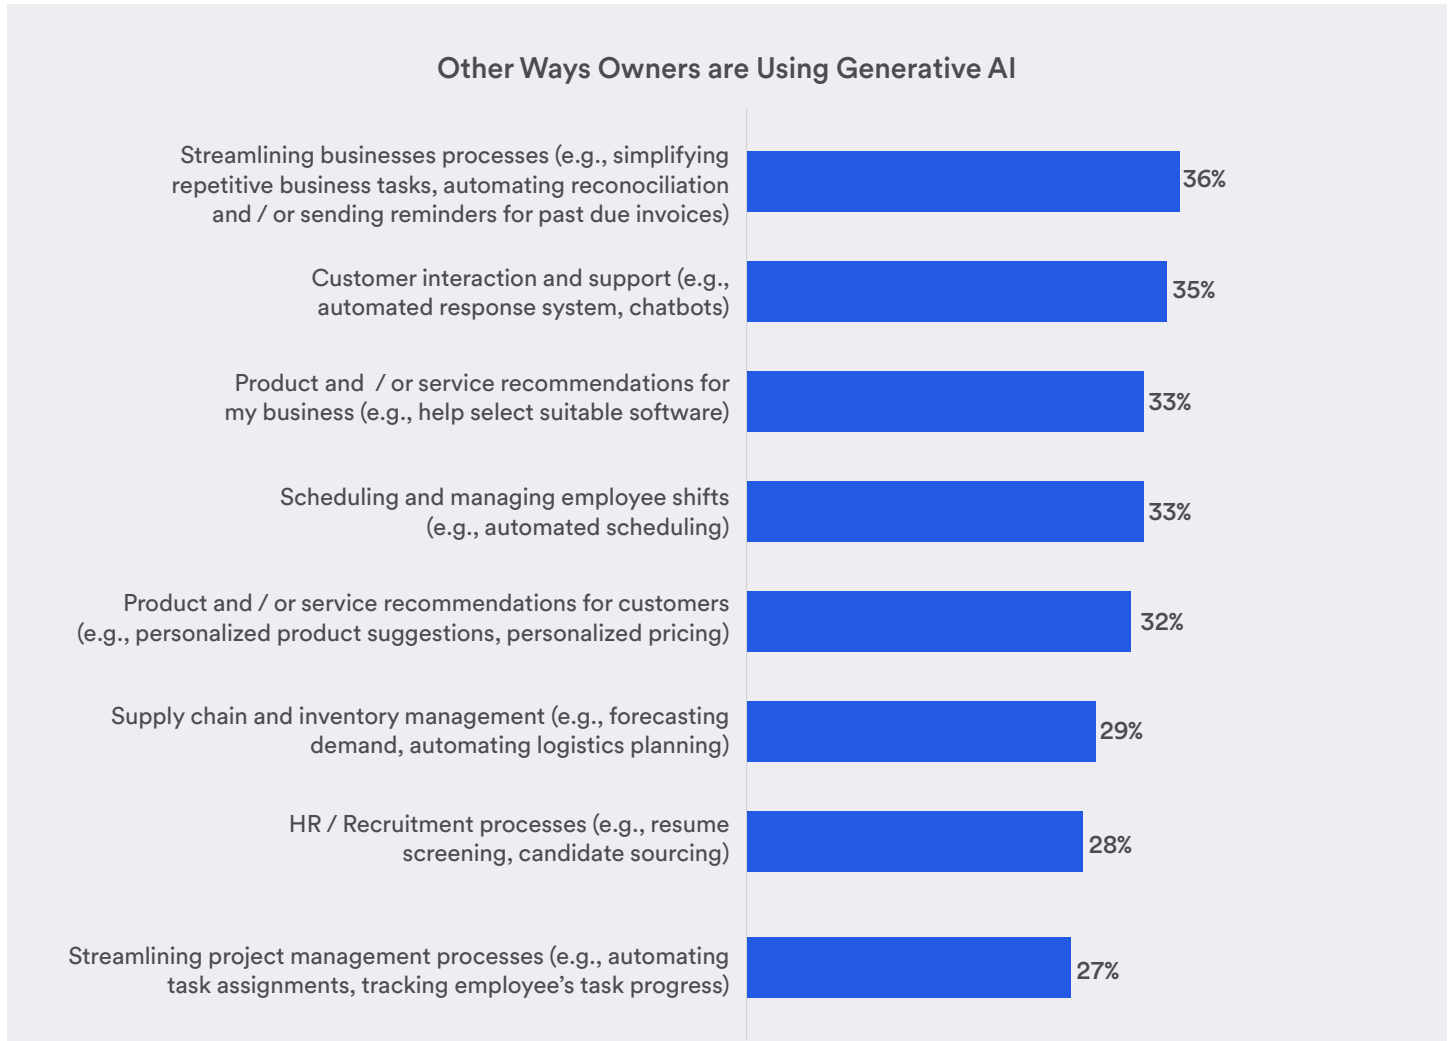 Other Ways Owners are Using Generative AI
Streamlining businesses processes (e.g., simplifying
repetitive business tasks, automating reconociliation
and / or sending reminders for past due invoices)
36%
Customer interaction and support (e.g.,
automated response system, chatbots)
35%
Product and  / or service recommendations for
my business (e.g., help select suitable software)
33%
Scheduling and managing employee shifts
(e.g., automated scheduling)
33%
Product and / or service recommendations for customers
(e.g., personalized product suggestions, personalized pricing)
32%
Supply chain and inventory management (e.g., forecasting
demand, automating logistics planning)
29%
HR / Recruitment processes (e.g., resume
screening, candidate sourcing)
28%
Streamlining project management processes (e.g., automating
task assignments, tracking employee’s task progress)
27%